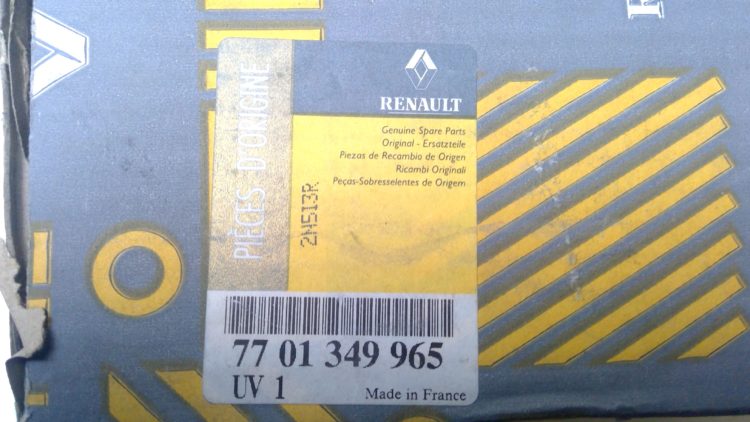 RENAULT
PIÈCES D'ORIGINE
Genuine Spare Parts
Original - Ersatzteile
Piezas de Recambio de Origen
Ricambi Originali
Peças-Sobresselentes de Origem
2N513R
77 01 349 965
UV 1
Made in France